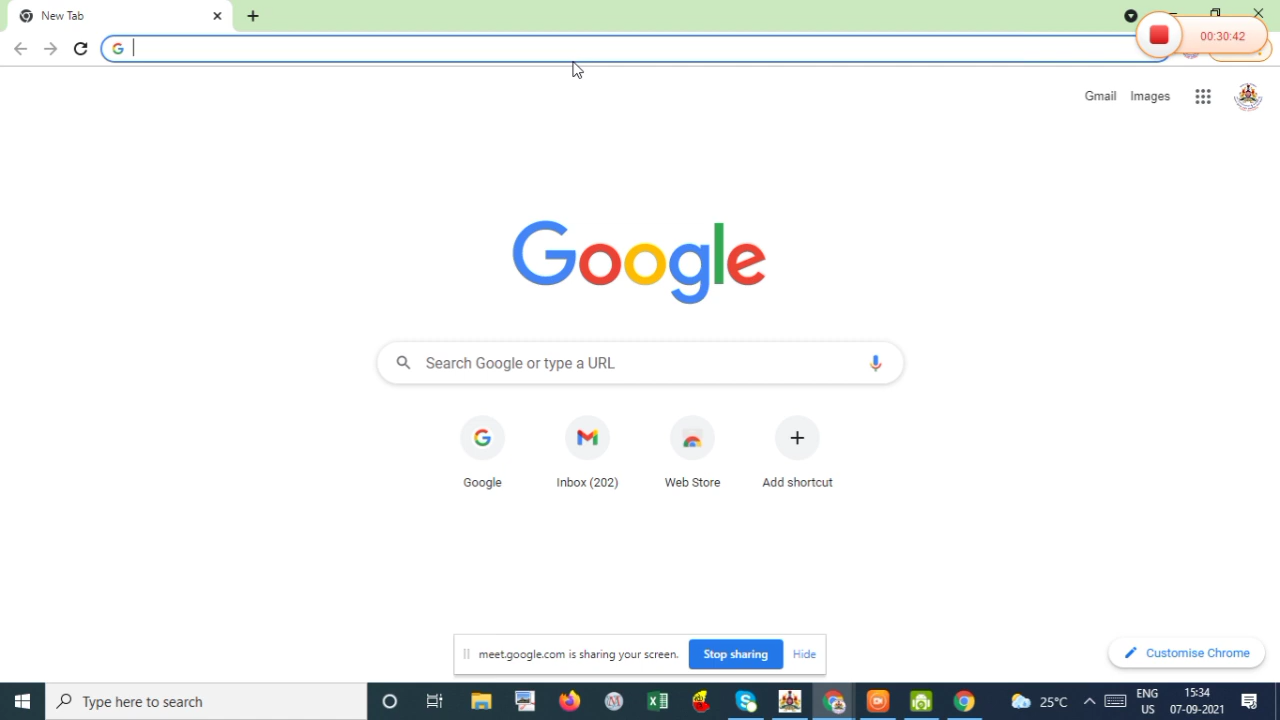 New Tab
00:30:42
Gmail Images
Google
Search Google or type a URL
Google
Inbox (202)
Web Store
Add shortcut
meet.google.com is sharing your screen.
Stop sharing
Hide
Customise Chrome
Type here to search
25°C
ENG
US
15:34
07-09-2021